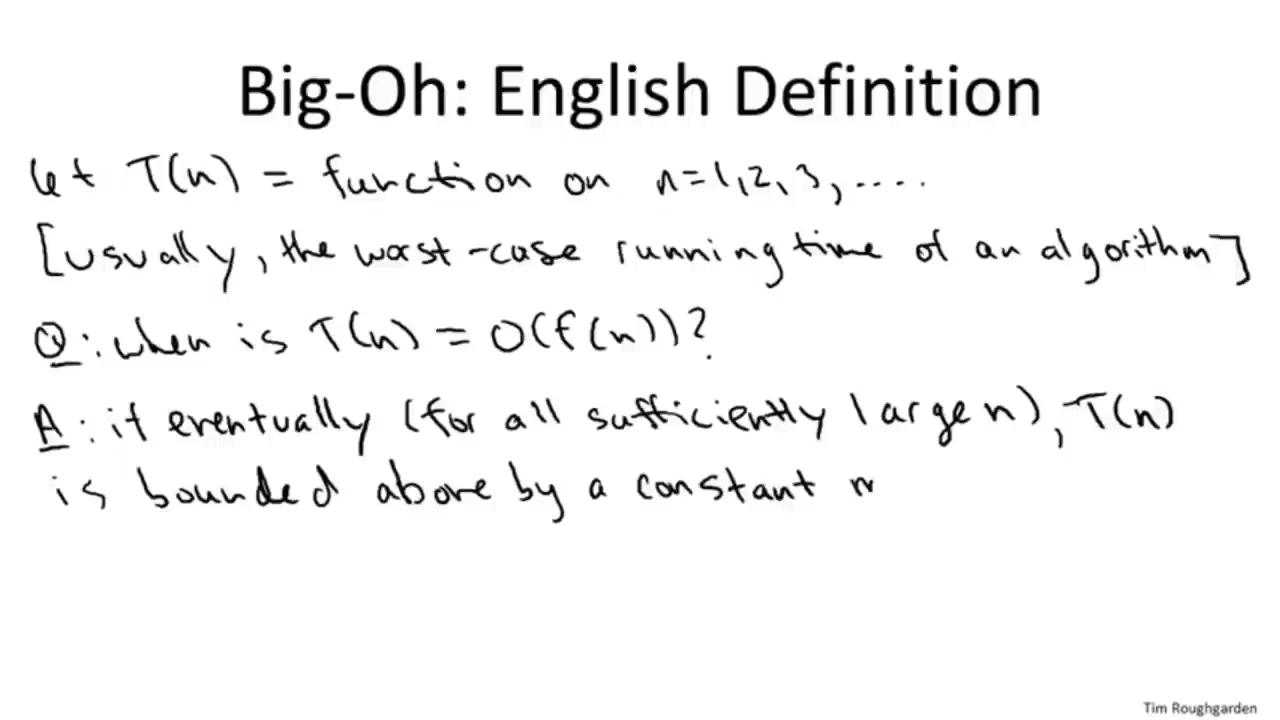 Big-Oh: English Definition
let T(n) = function on n=1,2,3,....
[usually, the worst-case running time of an algorithm]
Q: when is T(n) = O(f(n))?
A: if eventually (for all sufficiently large n), T(n)
is bounded above by a constant
Tim Roughgarden